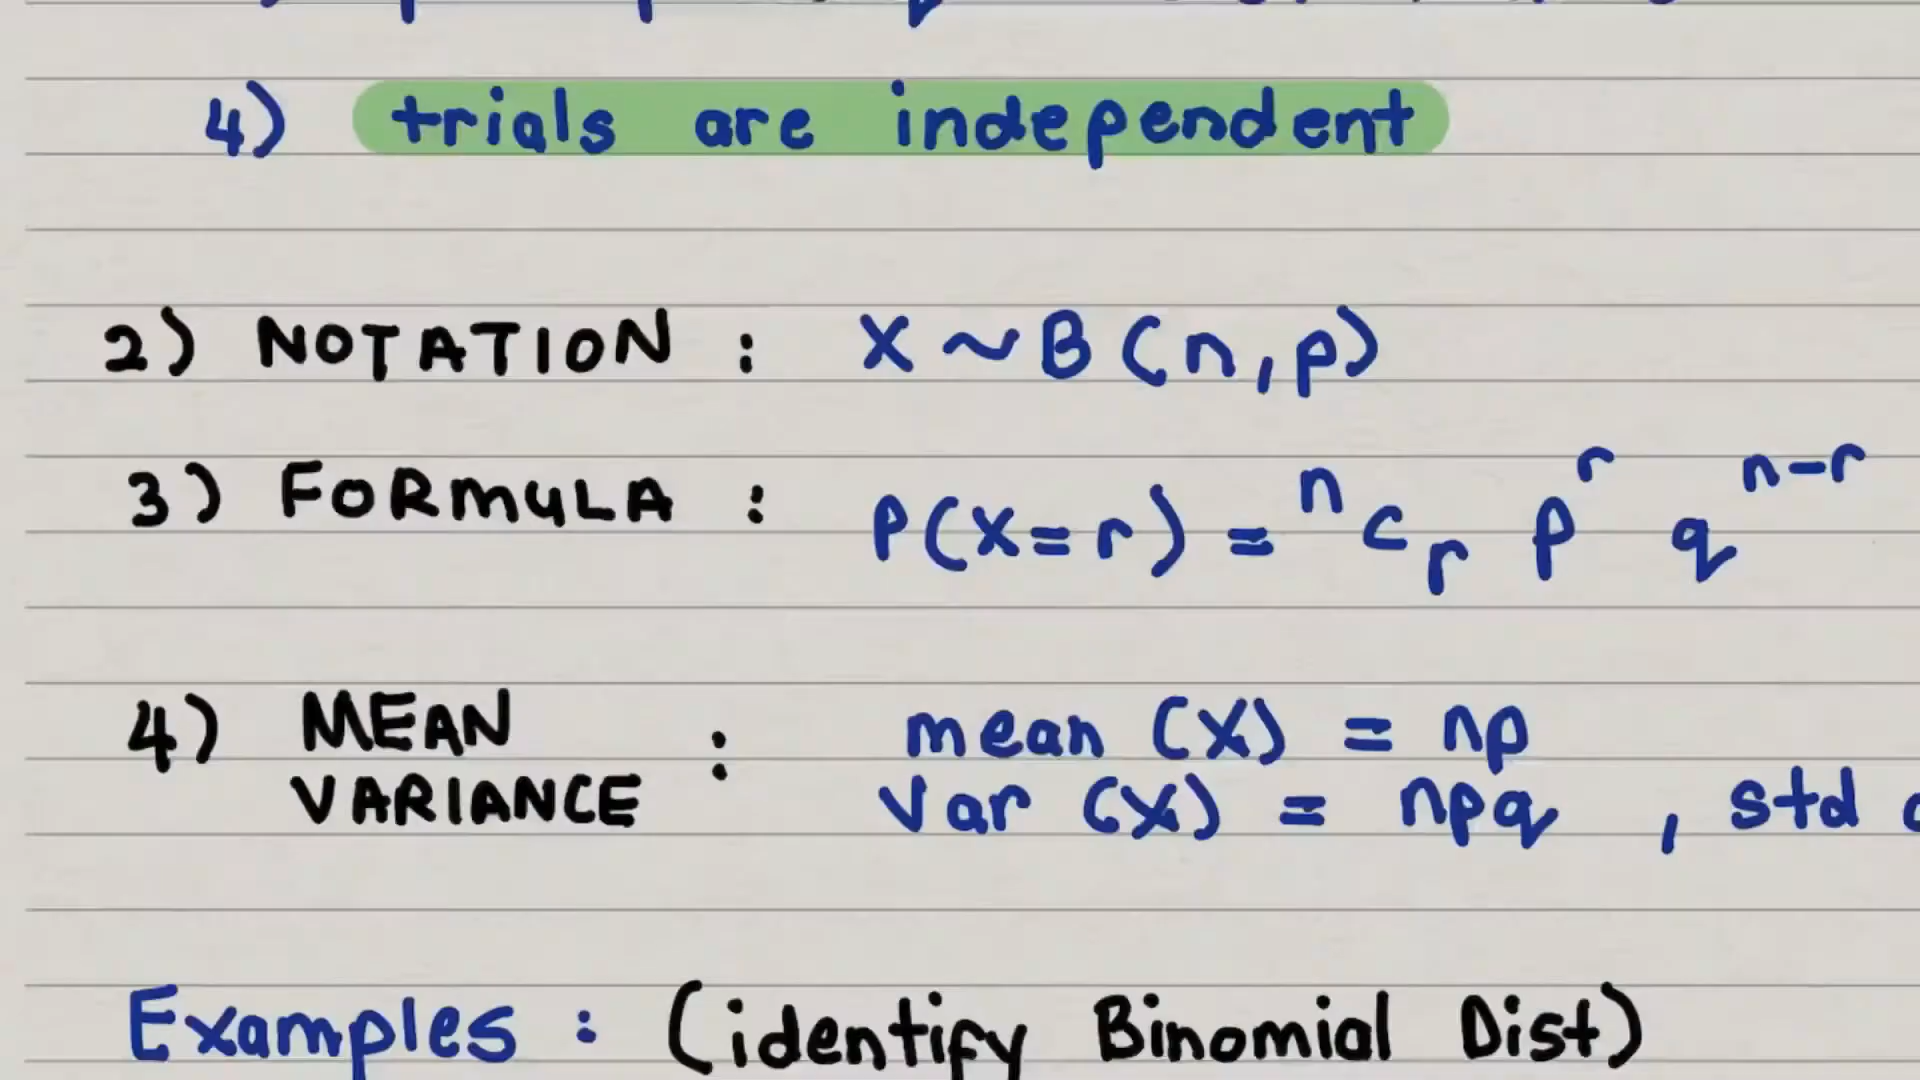 4) trials are independent
2) NOTATION : X ~ B (n, p)
3) FORMULA : P(X = r) = ⁿCᵣ pʳ qⁿ⁻ʳ
4) MEAN : mean (X) = np
VARIANCE Var (X) = npq , std
Examples : (identify Binomial Dist)